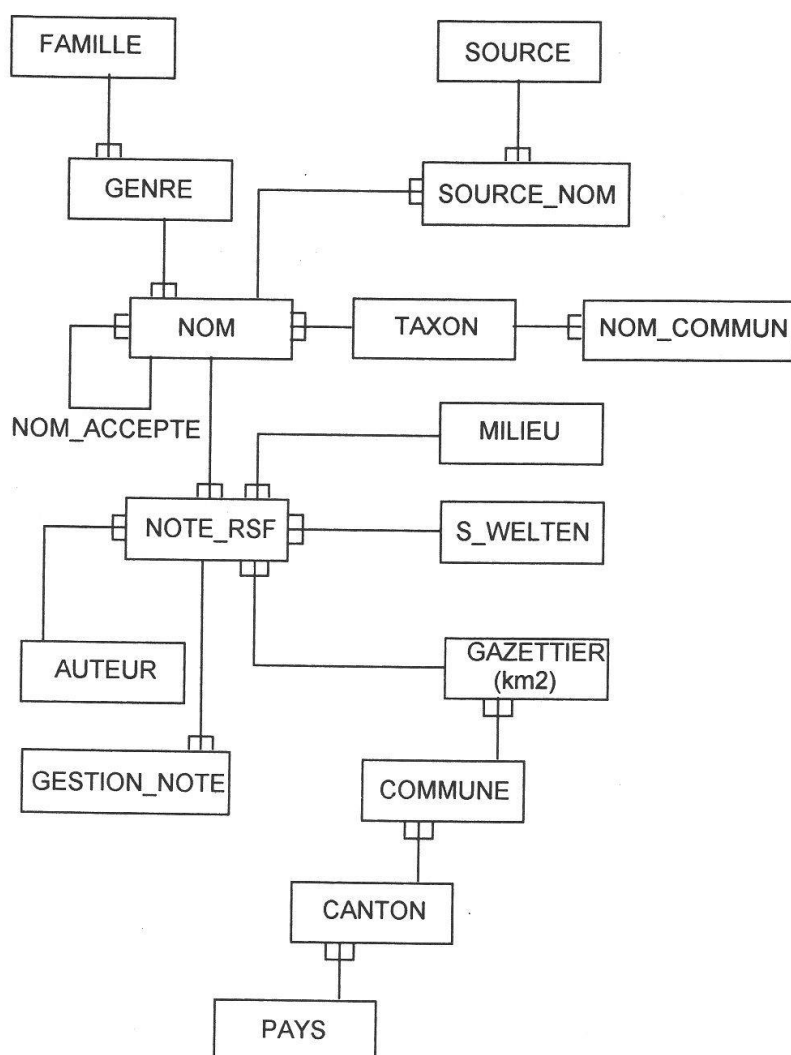 FAMILLE
SOURCE
GENRE
SOURCE_NOM
NOM
TAXON
NOM_COMMUN
NOM_ACCEPTE
MILIEU
NOTE_RSF
S_WELTEN
AUTEUR
GAZETTIER
(km2)
GESTION_NOTE
COMMUNE
CANTON
PAYS